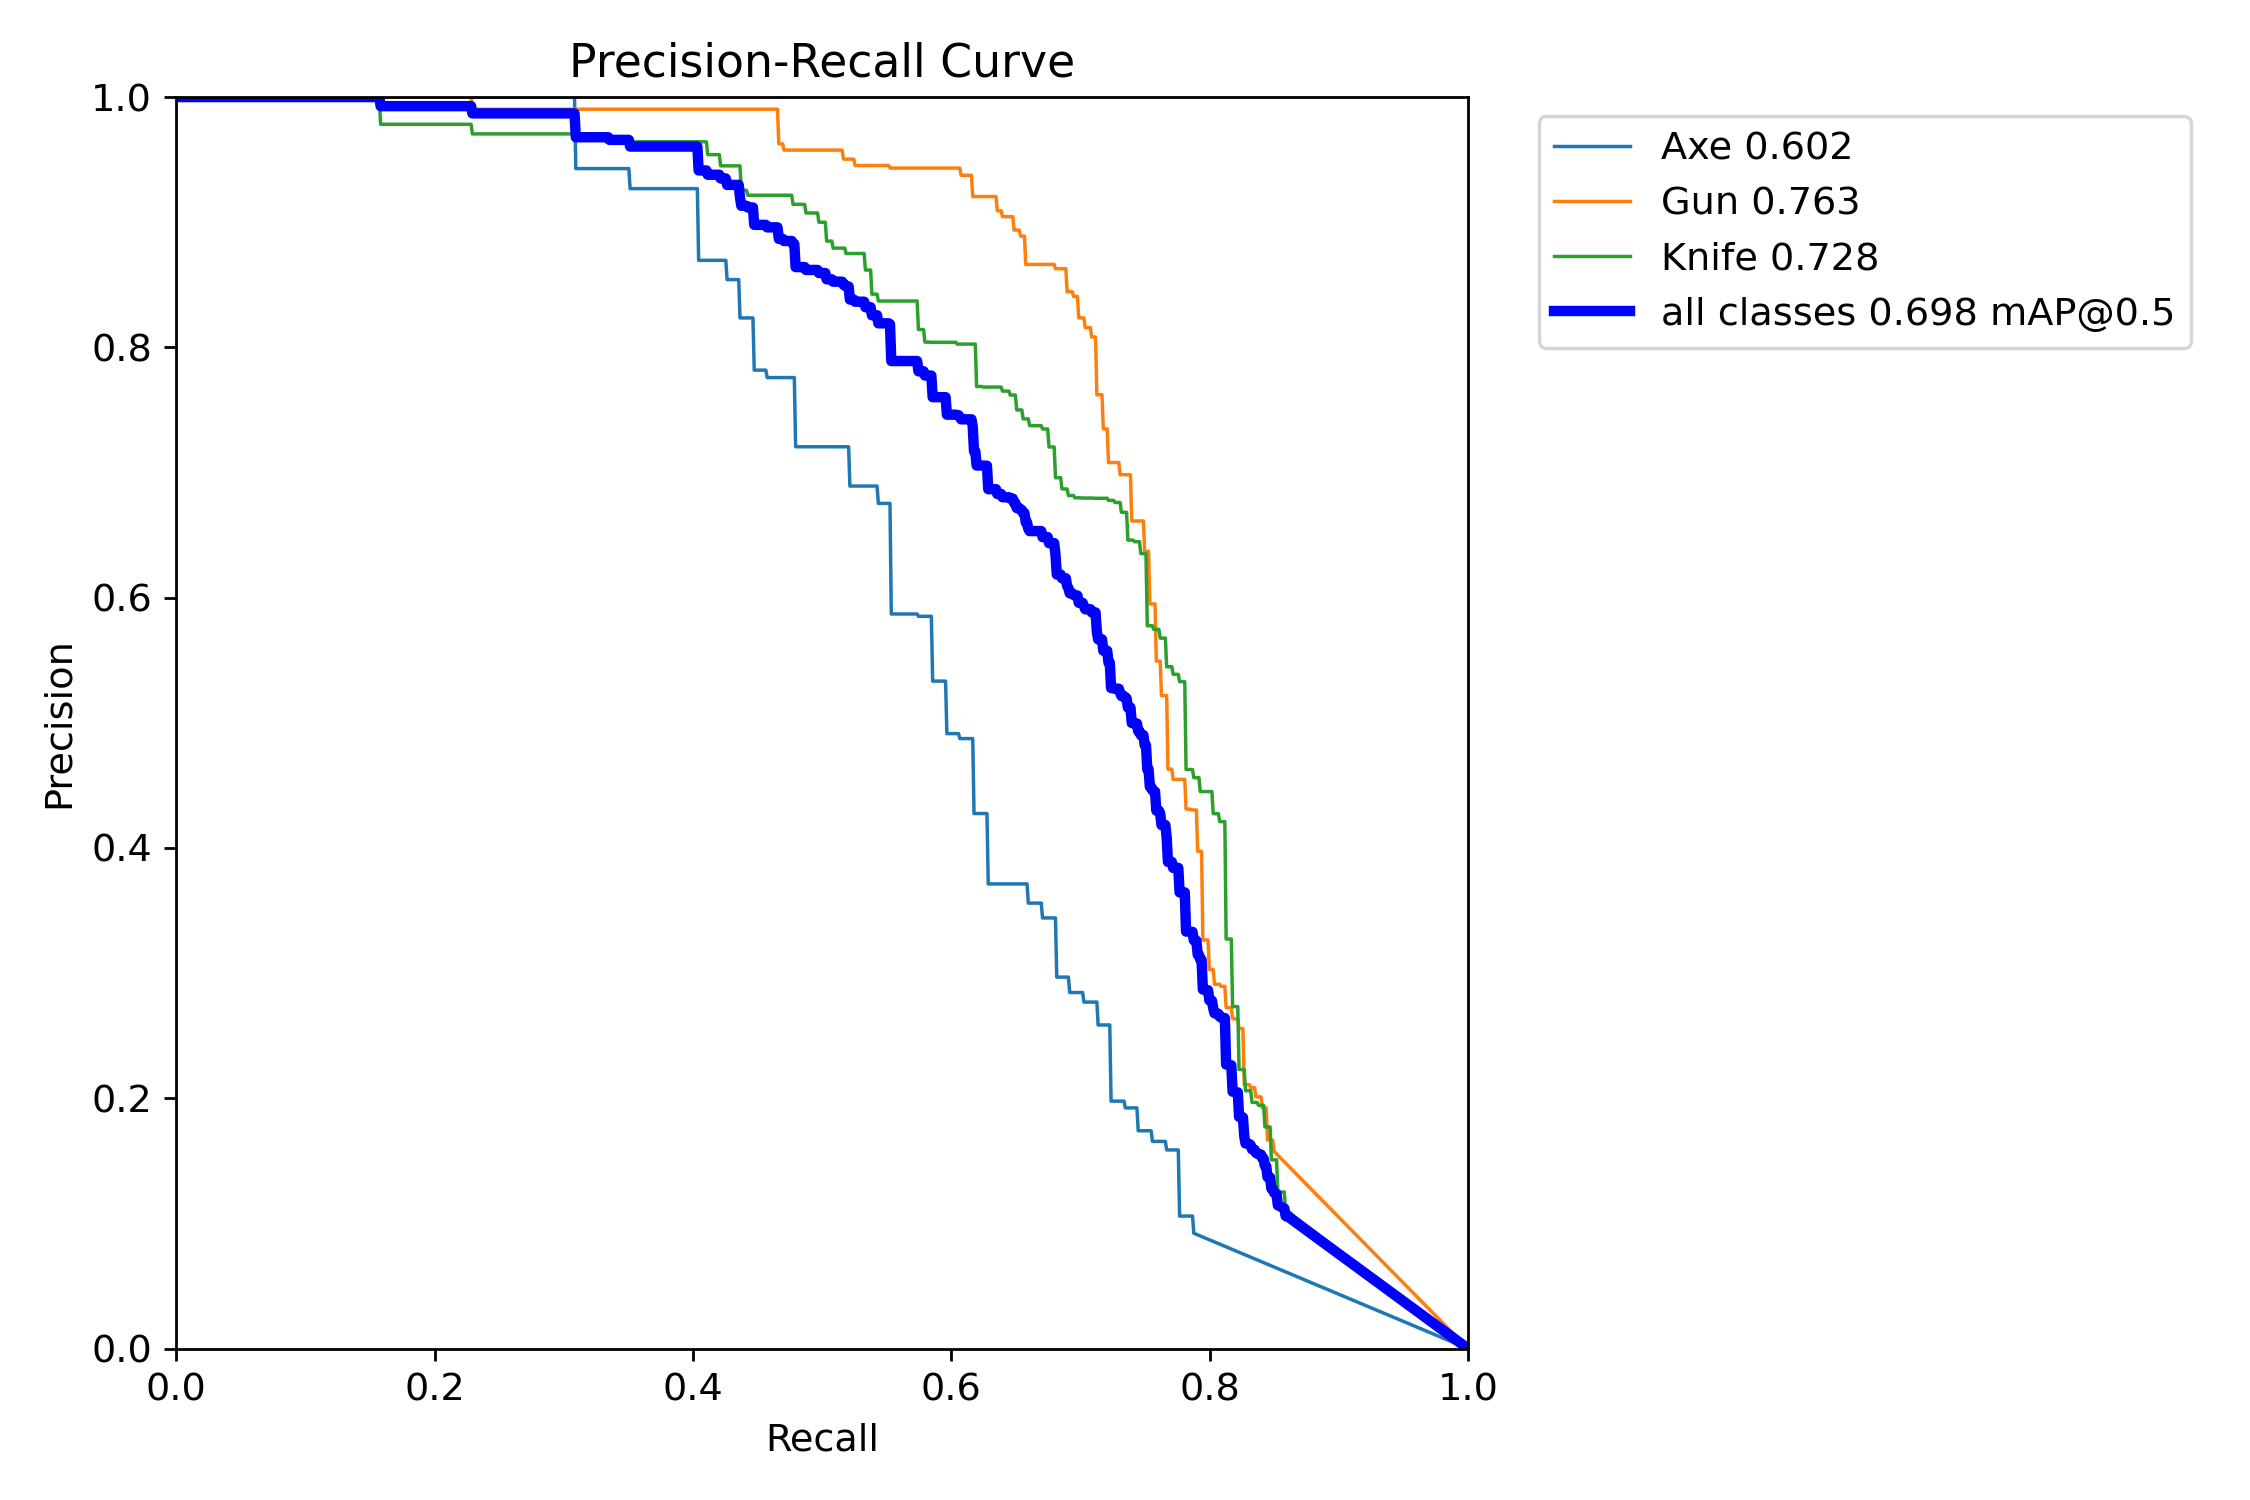 Precision-Recall Curve
1.0
0.8
0.6
0.4
0.2
0.0
Precision
0.0 0.2 0.4 0.6 0.8 1.0
Recall
Axe 0.602
Gun 0.763
Knife 0.728
all classes 0.698 mAP@0.5